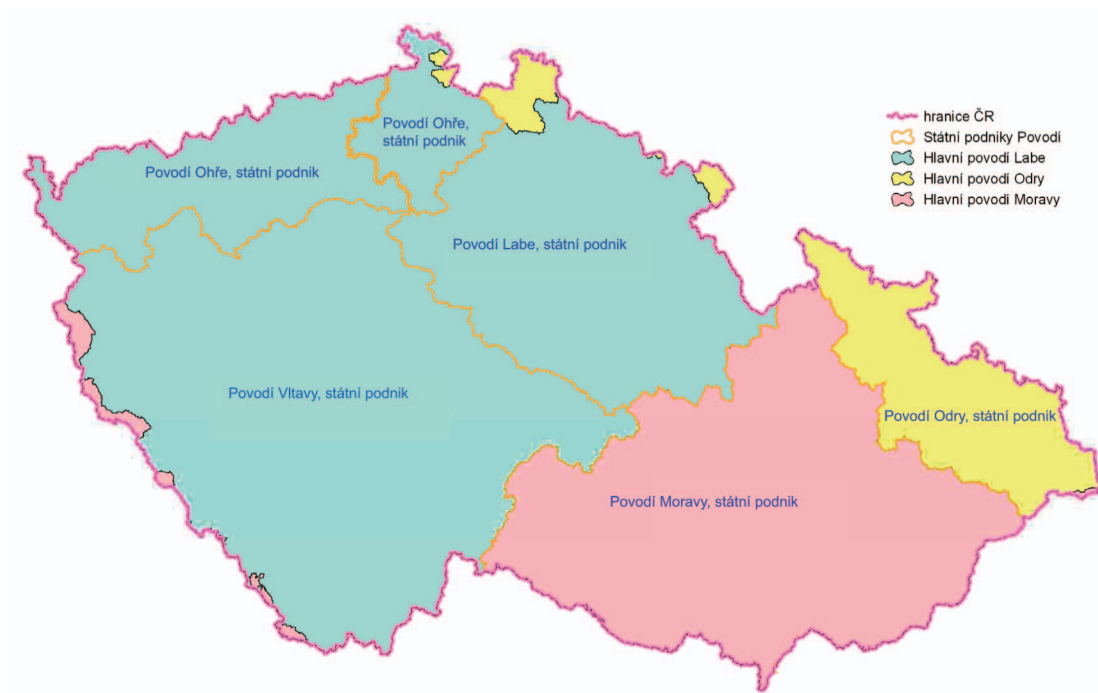 hranice ČR
Státní podniky Povodí
Hlavní povodí Labe
Hlavní povodí Odry
Hlavní povodí Moravy
Povodí Ohře,
státní podnik
Povodí Ohře, státní podnik
Povodí Labe, státní podnik
Povodí Vltavy, státní podnik
Povodí Odry, státní podnik
Povodí Moravy, státní podnik